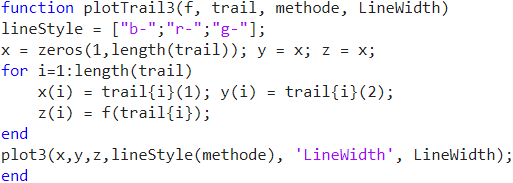 function plotTrail3(f, trail, methode, LineWidth)
lineStyle = ["b-";"r-";"g-"];
x = zeros(1,length(trail)); y = x; z = x;
for i=1:length(trail)
    x(i) = trail{i}(1); y(i) = trail{i}(2);
    z(i) = f(trail{i});
end
plot3(x,y,z,lineStyle(methode), 'LineWidth', LineWidth);
end